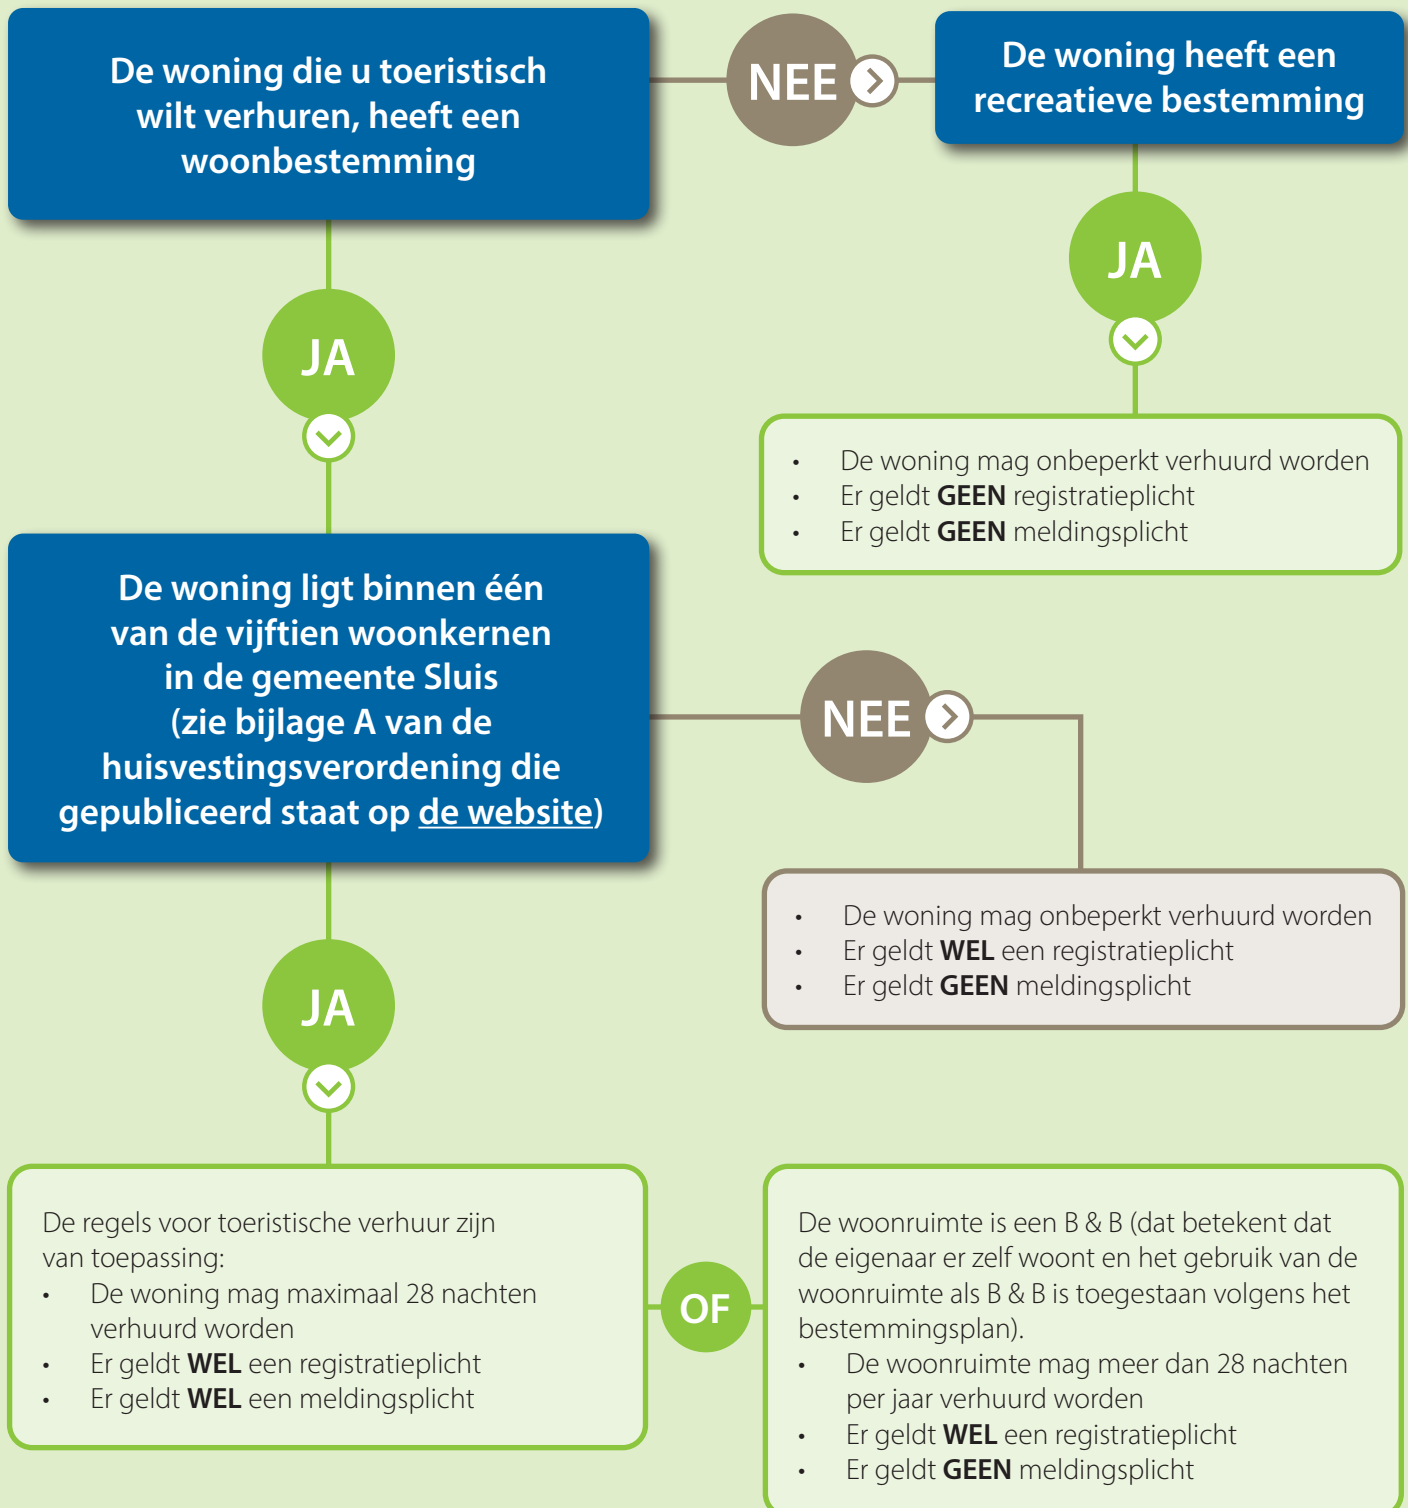 De woning die u toeristisch
wilt verhuren, heeft een
woonbestemming
NEE
De woning heeft een
recreatieve bestemming
JA
• De woning mag onbeperkt verhuurd worden
• Er geldt GEEN registratieplicht
• Er geldt GEEN meldingsplicht
JA
De woning ligt binnen één
van de vijftien woonkernen
in de gemeente Sluis
(zie bijlage A van de
huisvestingsverordening die
gepubliceerd staat op de website)
NEE
• De woning mag onbeperkt verhuurd worden
• Er geldt WEL een registratieplicht
• Er geldt GEEN meldingsplicht
JA
De regels voor toeristische verhuur zijn
van toepassing:
• De woning mag maximaal 28 nachten
verhuurd worden
• Er geldt WEL een registratieplicht
• Er geldt WEL een meldingsplicht
OF
De woonruimte is een B & B (dat betekent dat
de eigenaar er zelf woont en het gebruik van de
woonruimte als B & B is toegestaan volgens het
bestemmingsplan).
• De woonruimte mag meer dan 28 nachten
per jaar verhuurd worden
• Er geldt WEL een registratieplicht
• Er geldt GEEN meldingsplicht